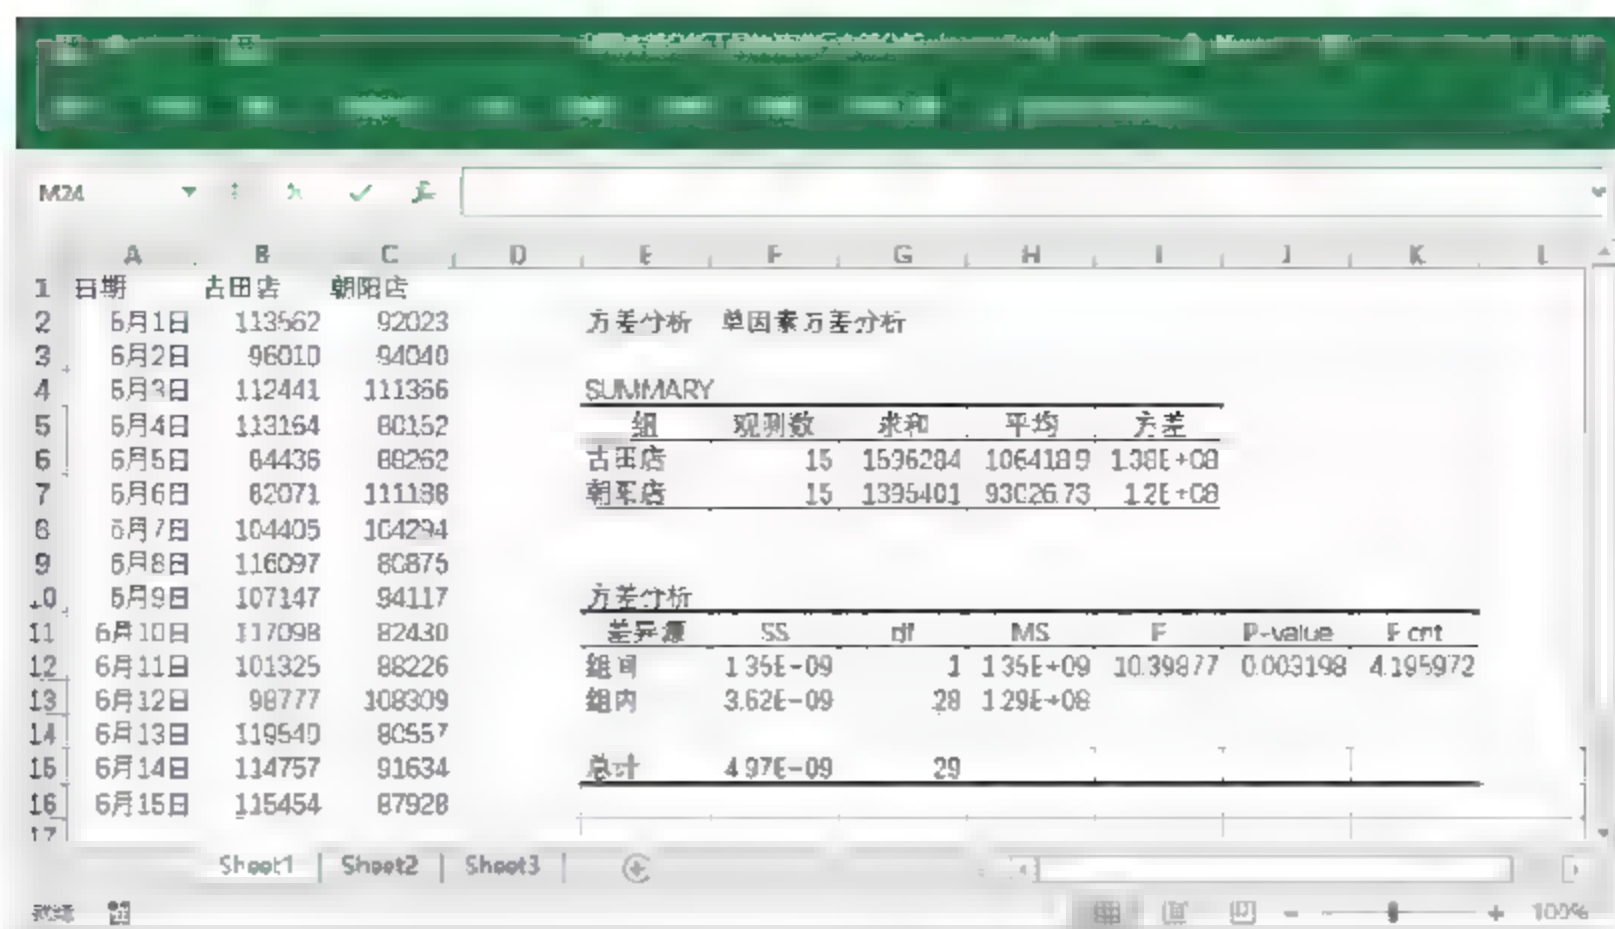 M24
A B C D E F G H I J K L
1 日期 古田店 朝阳店
2 6月1日 113562 92023 方差分析 单因素方差分析
3 6月2日 96010 94040
4 6月3日 112441 111366 SUMMARY
5 6月4日 113164 80152 组 观测数 求和 平均 方差
6 6月5日 84436 88262 古田店 15 1596284 106418.9 1.38E+08
7 6月6日 82071 111138 朝阳店 15 1395401 93026.73 1.2E+08
8 6月7日 104405 104294
9 6月8日 116097 80875
10 6月9日 107147 94117 方差分析
11 6月10日 117098 82430 差异源 SS df MS F P-value F crit
12 6月11日 101325 88226 组间 1.35E+09 1 1.35E+09 10.39877 0.003198 4.195972
13 6月12日 98777 108309 组内 3.62E+09 28 1.29E+08
14 6月13日 119540 80557
15 6月14日 114757 91634 总计 4.97E+09 29
16 6月15日 115454 87928
17
Sheet1 Sheet2 Sheet3
就绪 100%